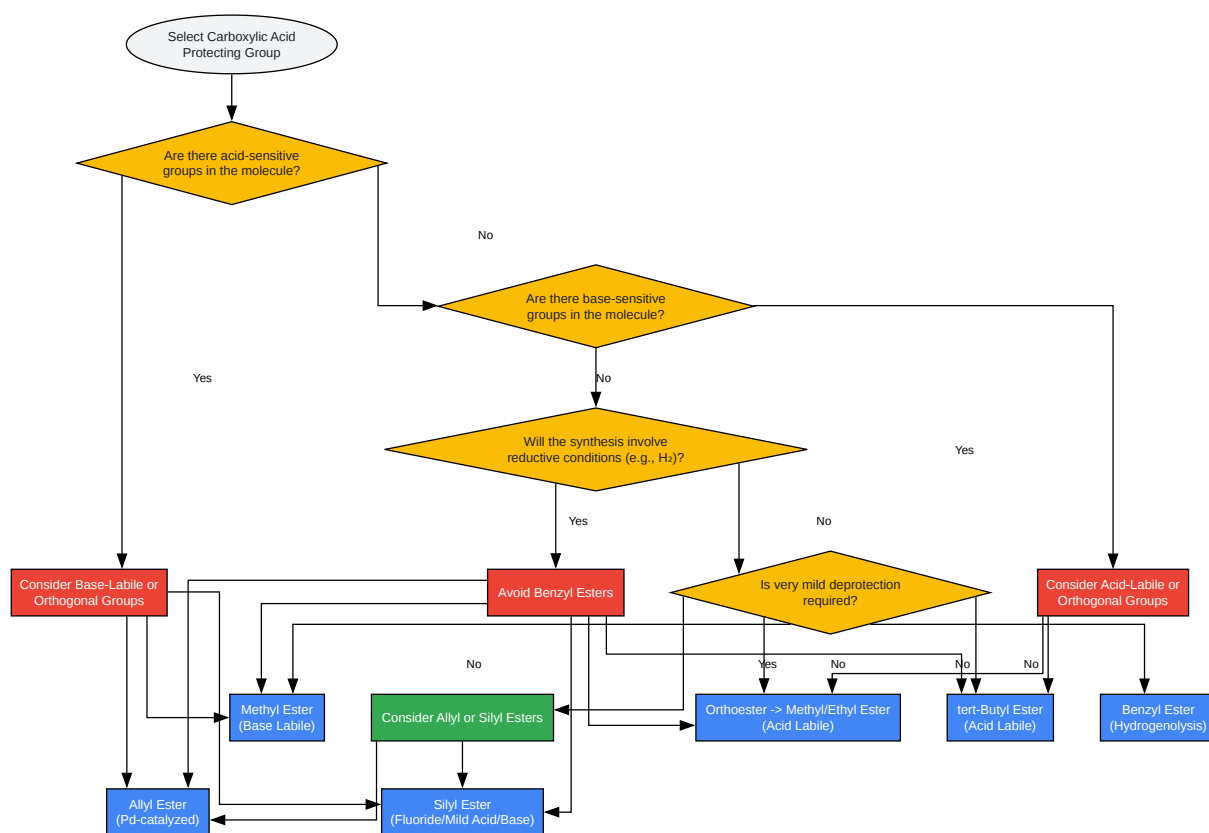 Select Carboxylic Acid
Protecting Group
Are there acid-sensitive
groups in the molecule?
No
Are there base-sensitive
groups in the molecule?
Yes
No
Will the synthesis involve
reductive conditions (e.g., H₂)?
Yes
Yes
No
Consider Base-Labile or
Orthogonal Groups
Avoid Benzyl Esters
Is very mild deprotection
required?
Consider Acid-Labile or
Orthogonal Groups
No
Yes
No
No
No
Methyl Ester
(Base Labile)
Consider Allyl or Silyl Esters
Orthoester -> Methyl/Ethyl Ester
(Acid Labile)
tert-Butyl Ester
(Acid Labile)
Benzyl Ester
(Hydrogenolysis)
Allyl Ester
(Pd-catalyzed)
Silyl Ester
(Fluoride/Mild Acid/Base)